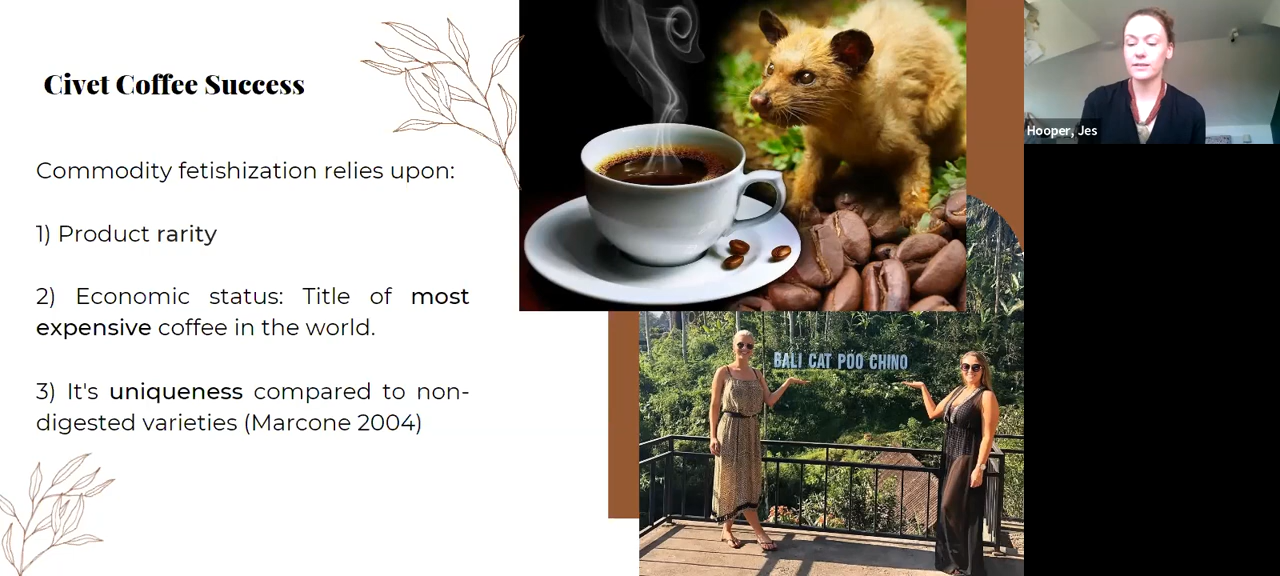 Civet Coffee Success
Commodity fetishization relies upon:
1) Product rarity
2) Economic status: Title of most
expensive coffee in the world.
3) It's uniqueness compared to non-
digested varieties (Marcone 2004)
BALI CAT POO CHINO
Hooper, Jes